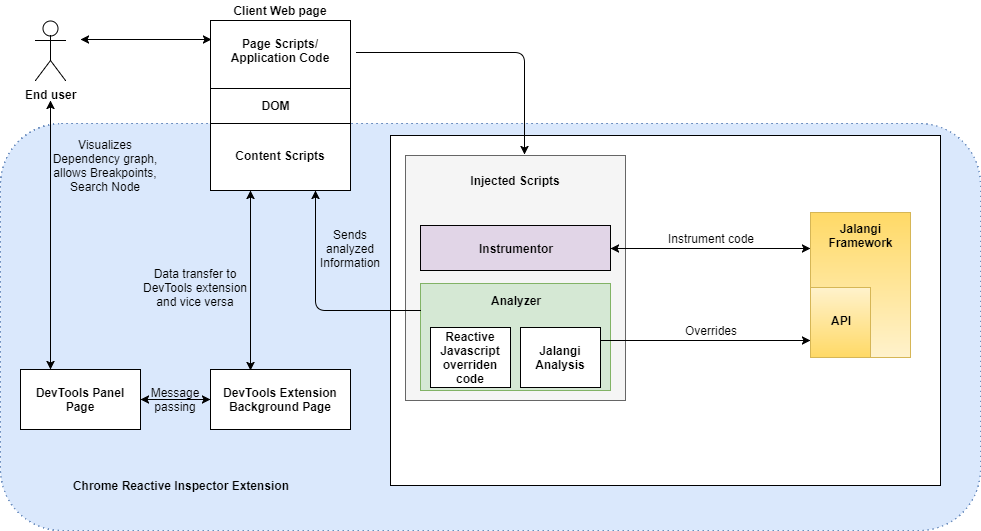 Client Web page
Page Scripts/
Application Code
End user
DOM
Content Scripts
Visualizes
Dependency graph,
allows Breakpoints,
Search Node
Injected Scripts
Instrumentor
Instrument code
Jalangi
Framework
Sends
analyzed
Information
Data transfer to
DevTools extension
and vice versa
Analyzer
Reactive
Javascript
overriden
code
Jalangi
Analysis
Overrides
API
DevTools Panel
Page
Message
passing
DevTools Extension
Background Page
Chrome Reactive Inspector Extension